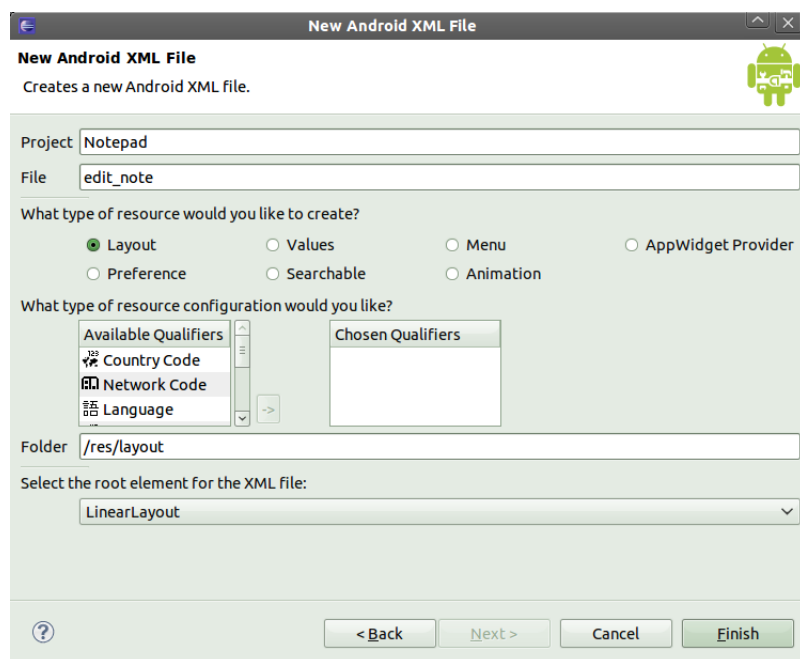 New Android XML File
New Android XML File
Creates a new Android XML file.
Project Notepad
File edit_note
What type of resource would you like to create?
Layout Values Menu AppWidget Provider
Preference Searchable Animation
What type of resource configuration would you like?
Available Qualifiers Chosen Qualifiers
Country Code
Network Code
語 Language
->
Folder /res/layout
Select the root element for the XML file:
LinearLayout
? < Back Next > Cancel Finish